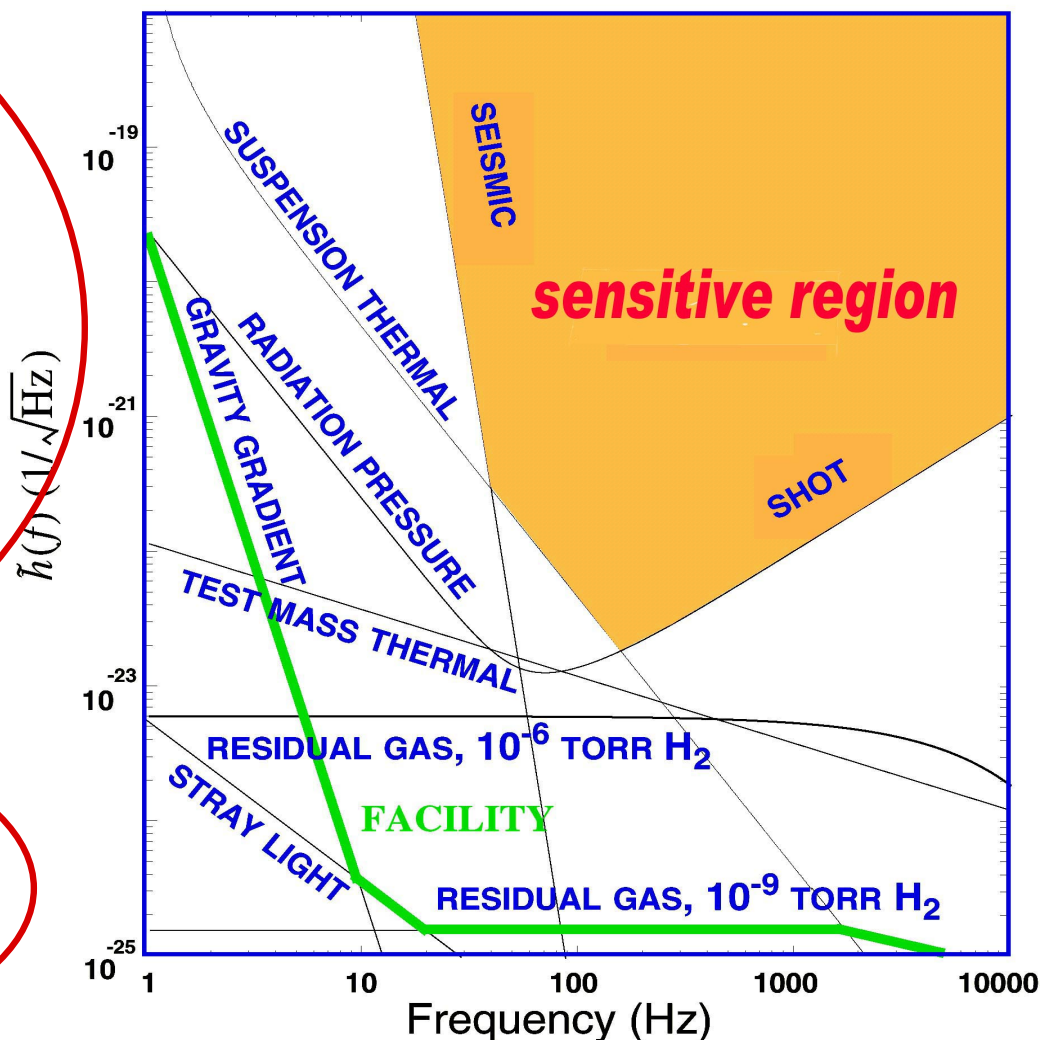 10-19
10-21
10-23
10-25
h̃(f) (1/√Hz)
SEISMIC
SUSPENSION THERMAL
sensitive region
GRAVITY GRADIENT
RADIATION PRESSURE
SHOT
TEST MASS THERMAL
RESIDUAL GAS, 10-6 TORR H2
STRAY LIGHT
FACILITY
RESIDUAL GAS, 10-9 TORR H2
1 10 100 1000 10000
Frequency (Hz)